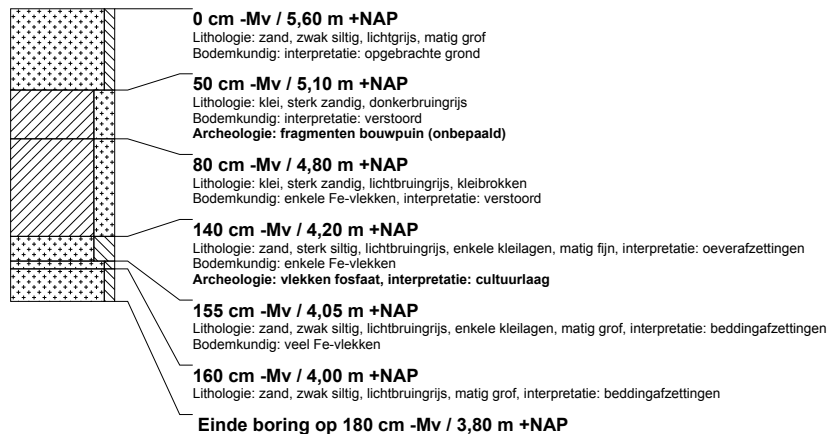 0 cm -Mv / 5,60 m +NAP
Lithologie: zand, zwak siltig, lichtgrijs, matig grof
Bodemkundig: interpretatie: opgebrachte grond
50 cm -Mv / 5,10 m +NAP
Lithologie: klei, sterk zandig, donkerbruingrijs
Bodemkundig: interpretatie: verstoord
Archeologie: fragmenten bouwpuin (onbepaald)
80 cm -Mv / 4,80 m +NAP
Lithologie: klei, sterk zandig, lichtbruingrijs, kleibrokken
Bodemkundig: enkele Fe-vlekken, interpretatie: verstoord
140 cm -Mv / 4,20 m +NAP
Lithologie: zand, sterk siltig, lichtbruingrijs, enkele kleilagen, matig fijn, interpretatie: oeverafzettingen
Bodemkundig: enkele Fe-vlekken
Archeologie: vlekken fosfaat, interpretatie: cultuurlaag
155 cm -Mv / 4,05 m +NAP
Lithologie: zand, zwak siltig, lichtbruingrijs, enkele kleilagen, matig grof, interpretatie: beddingafzettingen
Bodemkundig: veel Fe-vlekken
160 cm -Mv / 4,00 m +NAP
Lithologie: zand, zwak siltig, lichtbruingrijs, matig grof, interpretatie: beddingafzettingen
Einde boring op 180 cm -Mv / 3,80 m +NAP